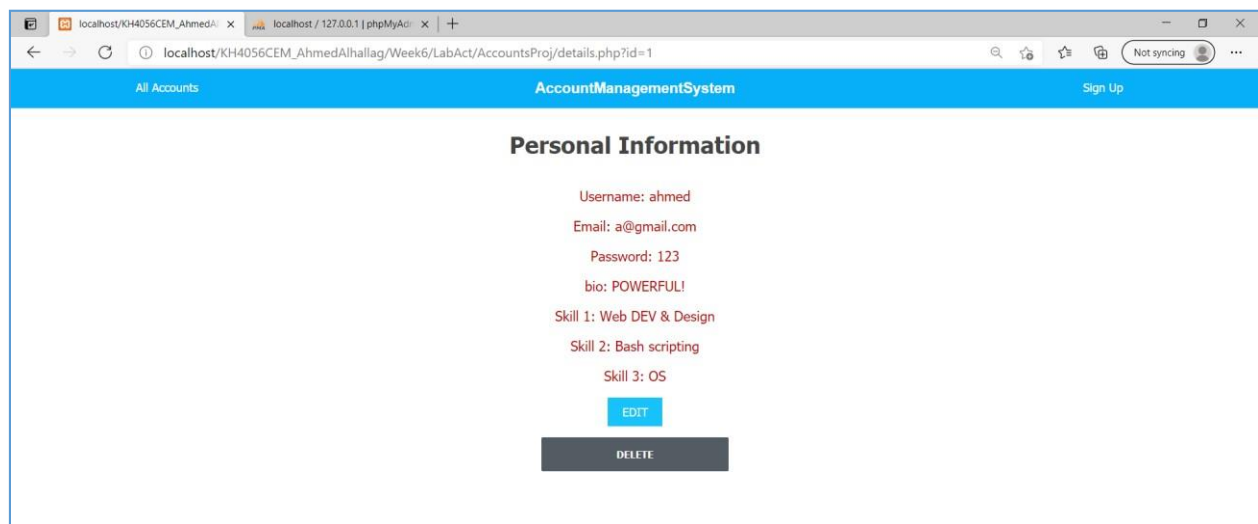 localhost/KH4056CEM_AhmedAl
localhost / 127.0.0.1 | phpMyAd
localhost/KH4056CEM_AhmedAlhallag/Week6/LabAct/AccountsProj/details.php?id=1
Not syncing
All Accounts
AccountManagementSystem
Sign Up
Personal Information
Username: ahmed
Email: a@gmail.com
Password: 123
bio: POWERFUL!
Skill 1: Web DEV & Design
Skill 2: Bash scripting
Skill 3: OS
EDIT
DELETE